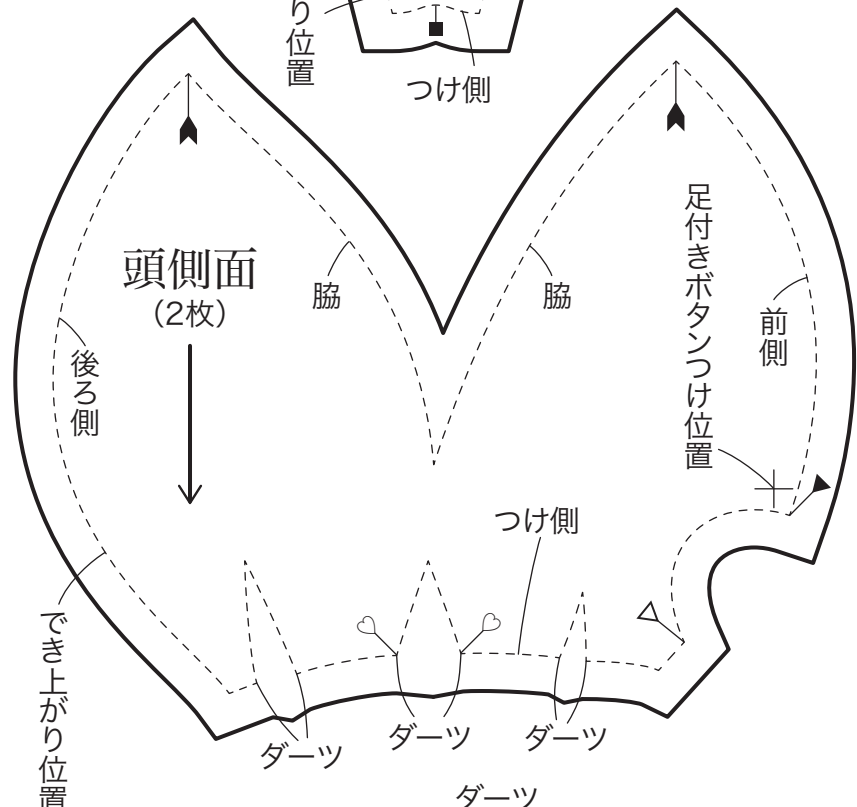 り位置
つけ側
頭側面
（2枚）
脇
脇
足付きボタンつけ位置
前側
後ろ側
つけ側
でき上がり位置
ダーツ
ダーツ
ダーツ
ダーツ